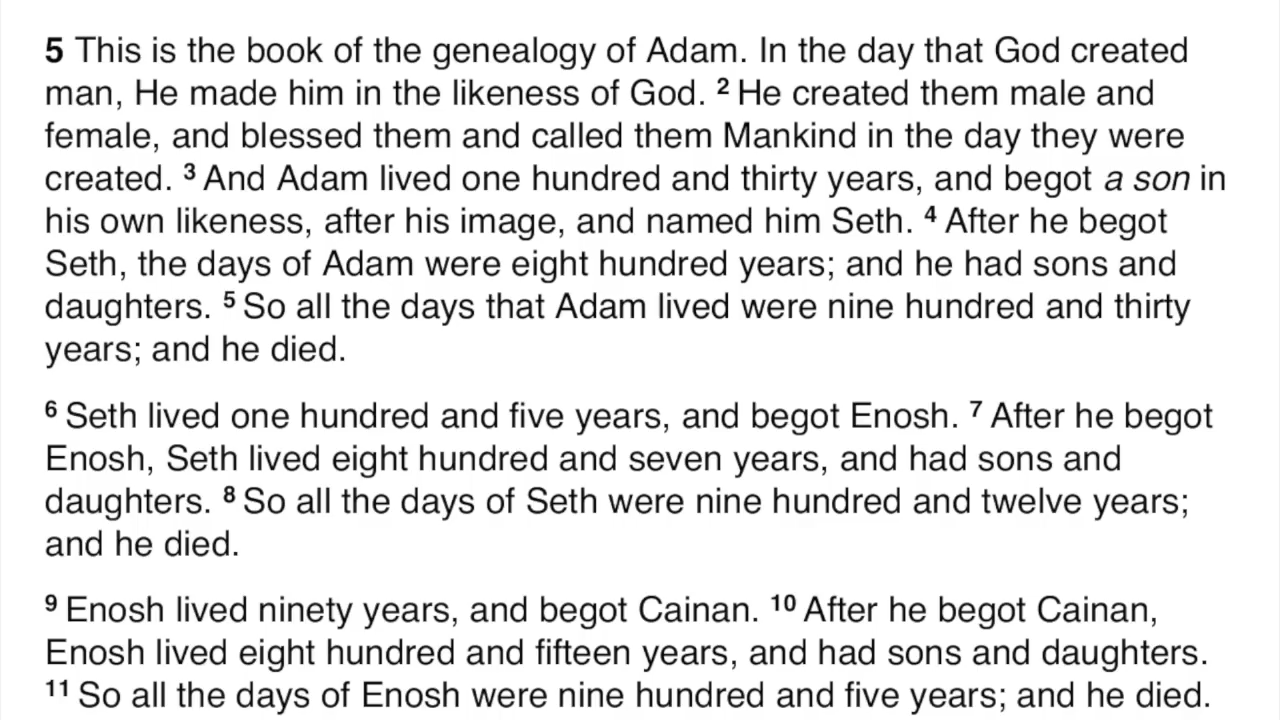 5 This is the book of the genealogy of Adam. In the day that God created
man, He made him in the likeness of God. 2 He created them male and
female, and blessed them and called them Mankind in the day they were
created. 3 And Adam lived one hundred and thirty years, and begot a son in
his own likeness, after his image, and named him Seth. 4 After he begot
Seth, the days of Adam were eight hundred years; and he had sons and
daughters. 5 So all the days that Adam lived were nine hundred and thirty
years; and he died.
6 Seth lived one hundred and five years, and begot Enosh. 7 After he begot
Enosh, Seth lived eight hundred and seven years, and had sons and
daughters. 8 So all the days of Seth were nine hundred and twelve years;
and he died.
9 Enosh lived ninety years, and begot Cainan. 10 After he begot Cainan,
Enosh lived eight hundred and fifteen years, and had sons and daughters.
11 So all the days of Enosh were nine hundred and five years; and he died.